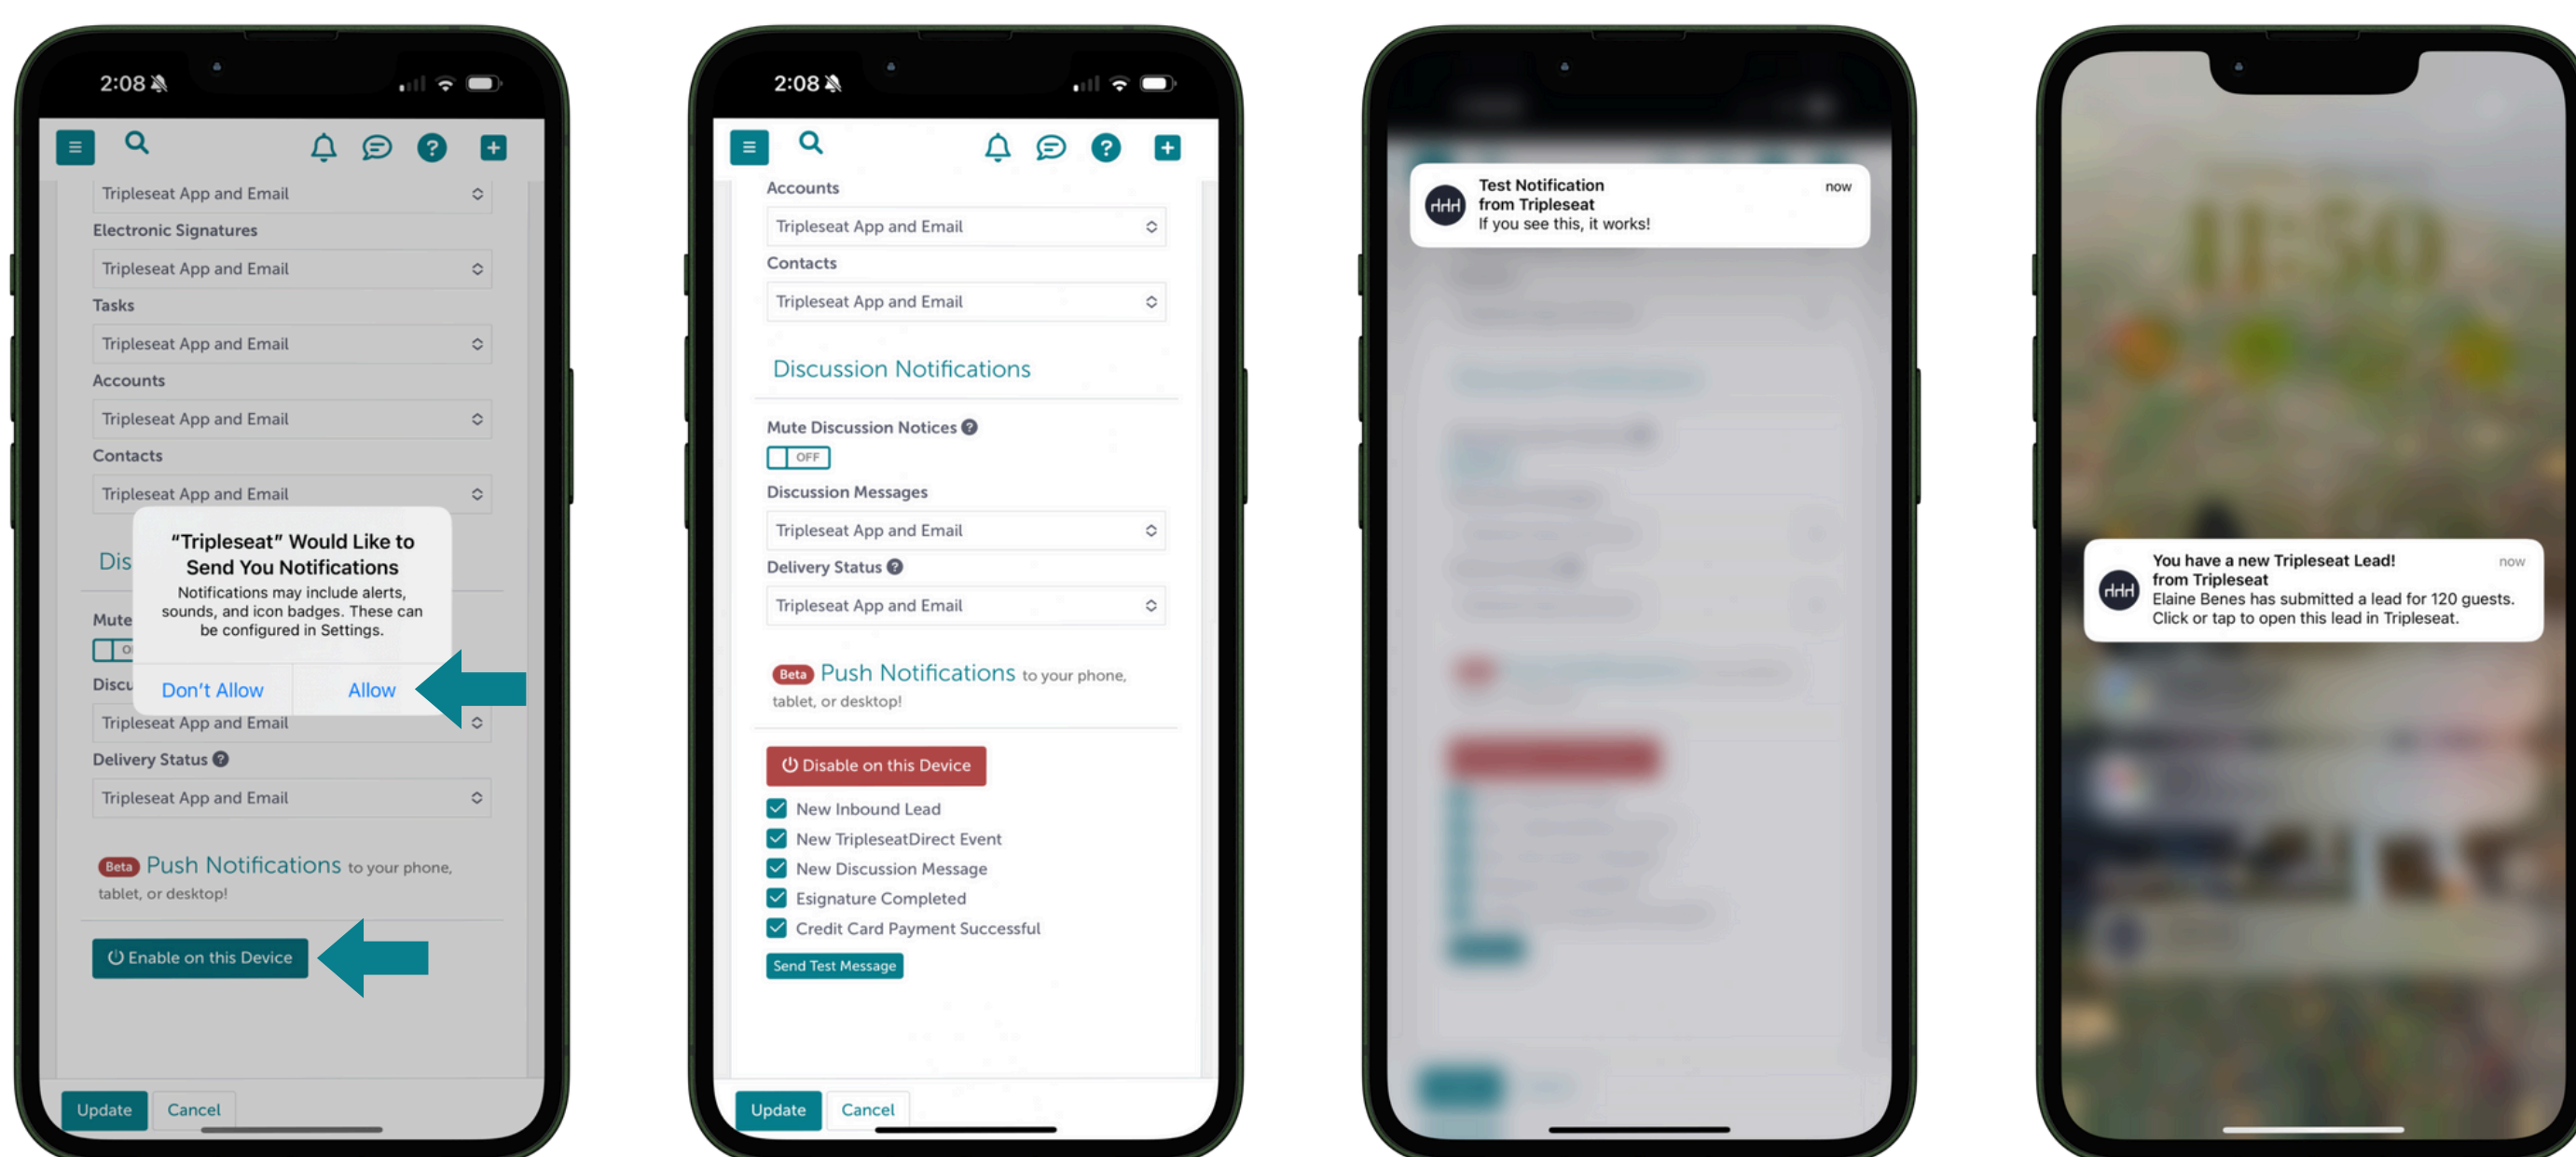 2:08
Tripleseat App and Email
Electronic Signatures
Tripleseat App and Email
Tasks
Tripleseat App and Email
Accounts
Tripleseat App and Email
Contacts
Tripleseat App and Email
Dis
"Tripleseat" Would Like to
Send You Notifications
Notifications may include alerts,
sounds, and icon badges. These can
be configured in Settings.
Mute
Discu
Don't Allow
Allow
Tripleseat App and Email
Delivery Status ?
Tripleseat App and Email
Beta Push Notifications to your phone,
tablet, or desktop!
Enable on this Device
Update Cancel
2:08
Accounts
Tripleseat App and Email
Contacts
Tripleseat App and Email
Discussion Notifications
Mute Discussion Notices ?
OFF
Discussion Messages
Tripleseat App and Email
Delivery Status ?
Tripleseat App and Email
Beta Push Notifications to your phone,
tablet, or desktop!
Disable on this Device
New Inbound Lead
New TripleseatDirect Event
New Discussion Message
Esignature Completed
Credit Card Payment Successful
Send Test Message
Update Cancel
Test Notification now
from Tripleseat
If you see this, it works!
11:50
You have a new Tripleseat Lead! now
from Tripleseat
Elaine Benes has submitted a lead for 120 guests.
Click or tap to open this lead in Tripleseat.